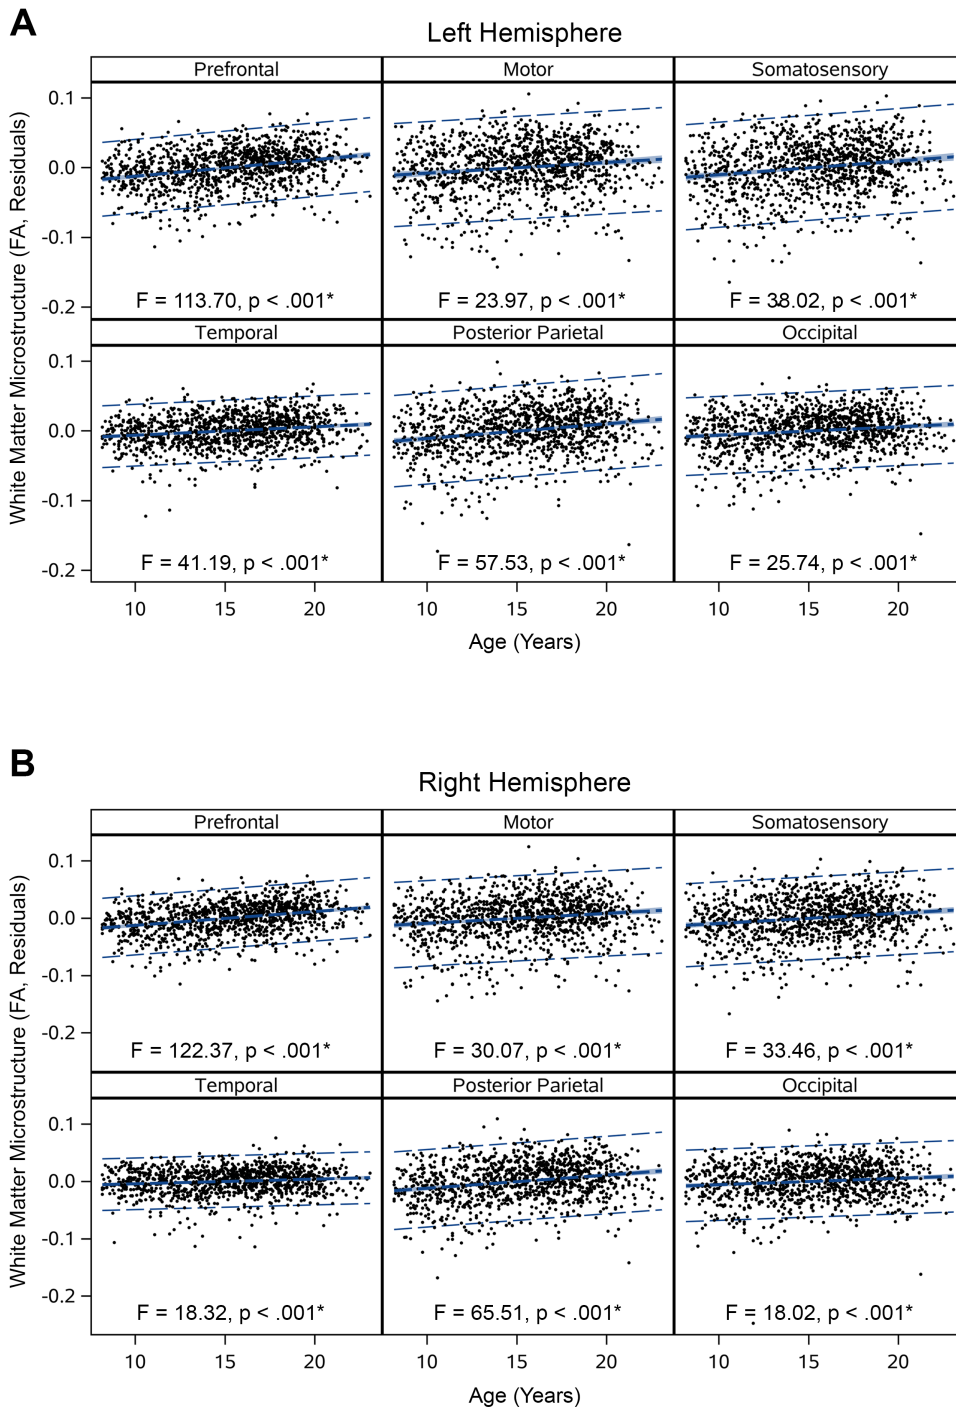 A
Left Hemisphere
Prefrontal Motor Somatosensory
0.1
0.0
-0.1
-0.2
F = 113.70, p < .001* F = 23.97, p < .001* F = 38.02, p < .001*
Temporal Posterior Parietal Occipital
0.1
0.0
-0.1
-0.2
F = 41.19, p < .001* F = 57.53, p < .001* F = 25.74, p < .001*
White Matter Microstructure (FA, Residuals)
10 15 20 10 15 20 10 15 20
Age (Years)
B
Right Hemisphere
Prefrontal Motor Somatosensory
0.1
0.0
-0.1
-0.2
F = 122.37, p < .001* F = 30.07, p < .001* F = 33.46, p < .001*
Temporal Posterior Parietal Occipital
0.1
0.0
-0.1
-0.2
F = 18.32, p < .001* F = 65.51, p < .001* F = 18.02, p < .001*
White Matter Microstructure (FA, Residuals)
10 15 20 10 15 20 10 15 20
Age (Years)